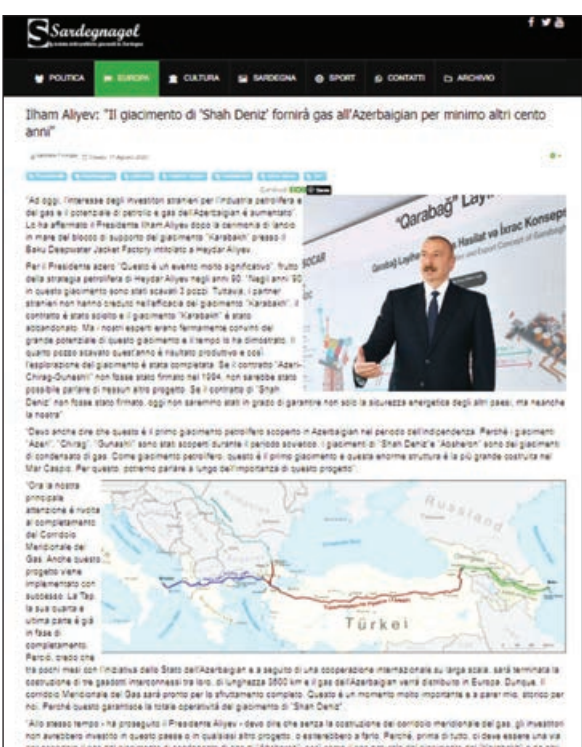 Sardegnagol
POLITICA EUROPA CULTURA SARDEGNA SPORT CONTATTI ARCHIVIO
Ilham Aliyev: "Il giacimento di 'Shah Deniz' fornirà gas all'Azerbaigian per minimo altri cento
anni"
"Qarabağ"
SOCAR
"Ad oggi, l'interesse degli investitori stranieri per l'industria petrolifera e
del gas e il potenziale di petrolio e gas dell'Azerbaigian è aumentato".
Lo ha affermato il Presidente Ilham Aliyev dopo la cerimonia di lancio
in mare del blocco di supporto del giacimento "Karabakh" presso il
Baku Deepwater Jacket Factory intitolato a Heydar Aliyev.
Per il Presidente azero "Questo è un evento molto significativo", frutto
della strategia petrolifera di Heydar Aliyev negli anni 90. "Negli anni '90
in questo giacimento sono stati scavati 3 pozzi. Tuttavia, i partner
stranieri non hanno creduto nell'efficacia del giacimento "Karabakh", il
contratto è stato sciolto e il giacimento "Karabakh" è stato
abbandonato. Ma i nostri esperti erano fermamente convinti del
grande potenziale di questo giacimento e il tempo lo ha dimostrato. Il
quarto pozzo scavato quest'anno è risultato produttivo e così
l'esplorazione del giacimento è stata completata. Se il contratto "Azeri-
Chirag-Guneshli" non fosse stato firmato nel 1994, non sarebbe stato
possibile parlare di nessun altro progetto. Se il contratto di "Shah
Deniz" non fosse stato firmato, oggi non saremmo stati in grado di garantire non solo la sicurezza energetica degli altri paesi, ma neanche
la nostra"
"Devo anche dire che questo è il primo giacimento petrolifero scoperto in Azerbaigian nel periodo dell'indipendenza. Perché i giacimenti
"Azeri", "Chirag", "Gunashli" sono stati scoperti durante il periodo sovietico. I giacimenti di "Shah Deniz" e "Absheron" sono dei giacimenti
di condensato di gas. Come giacimento petrolifero, questo è il primo giacimento e questa enorme struttura è la più grande costruita nel
Mar Caspio. Per questo, potremo parlare a lungo dell'importanza di questo progetto".
"Ora la nostra
principale
attenzione è rivolta
al completamento
del Corridoio
Meridionale del
Gas. Anche questo
progetto viene
implementato con
successo. La Tap,
la sua quarta e
ultima parte è già
in fase di
completamento.
Perciò, credo che
Russland
Türkei
tra pochi mesi con l'iniziativa dello Stato dell'Azerbaigian e a seguito di una cooperazione internazionale su larga scala, sarà terminata la
costruzione di tre gasdotti interconnessi tra loro, di lunghezza 3500 km e il gas dell'Azerbaigian verrà distribuito in Europa. Dunque, il
corridoio Meridionale del Gas sarà pronto per lo sfruttamento completo. Questo è un momento molto importante e a parer mio, storico per
noi. Perché questo garantisce la totale operatività del giacimento di "Shah Deniz".
"Allo stesso tempo - ha proseguito il Presidente Aliyev - devo dire che senza la costruzione del corridoio meridionale del gas, gli investitori
non avrebbero investito in questo paese o in qualsiasi altro progetto, o esiterebbero a farlo. Perché, prima di tutto, ci deve essere una via